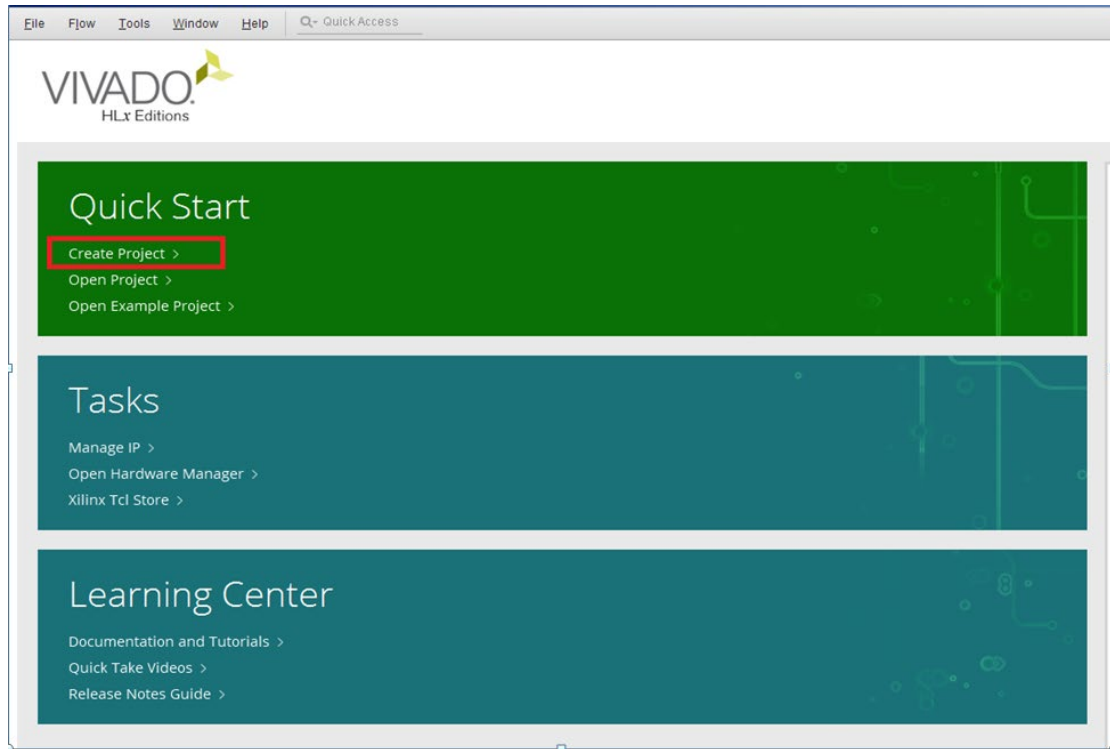 File Flow Tools Window Help Quick Access
VIVADO.
HLx Editions
Quick Start
Create Project >
Open Project >
Open Example Project >
Tasks
Manage IP >
Open Hardware Manager >
Xilinx Tcl Store >
Learning Center
Documentation and Tutorials >
Quick Take Videos >
Release Notes Guide >